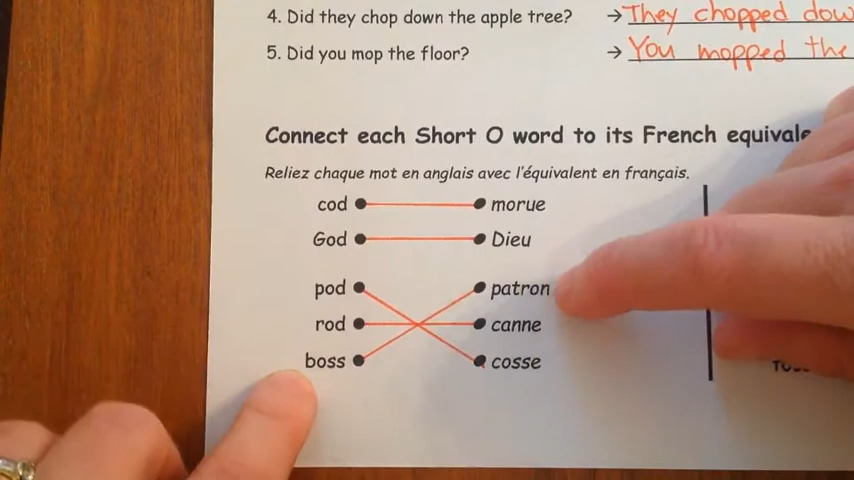 4. Did they chop down the apple tree? → They chopped dow
5. Did you mop the floor? → You mopped the
Connect each Short O word to its French equivale
Reliez chaque mot en anglais avec l'équivalent en français.
cod morue
God Dieu
pod patron
rod canne
boss cosse